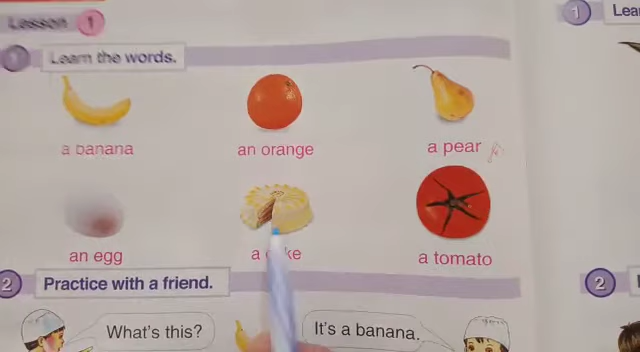 Lesson 1
1 Learn the words.
a banana an orange a pear
an egg a tomato
2 Practice with a friend.
What's this? It's a banana.
1 Lea
2